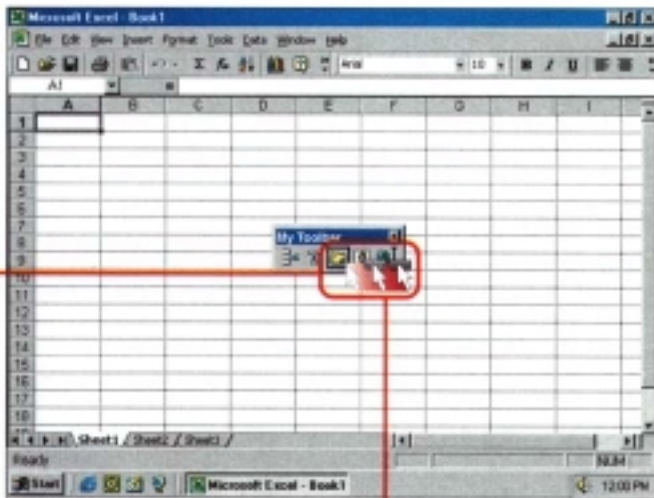 Microsoft Excel - Book1
File Edit View Insert Format Tools Data Window Help
Arial 10 B I U
A1 =
A B C D E F G H I
1
2
3
4
5
6
7
8
9
10
11
12
13
14
15
16
17
18
My Toolbar
Sheet1 / Sheet2 / Sheet3 /
Ready NUM
Start Microsoft Excel - Book1 12:00 PM